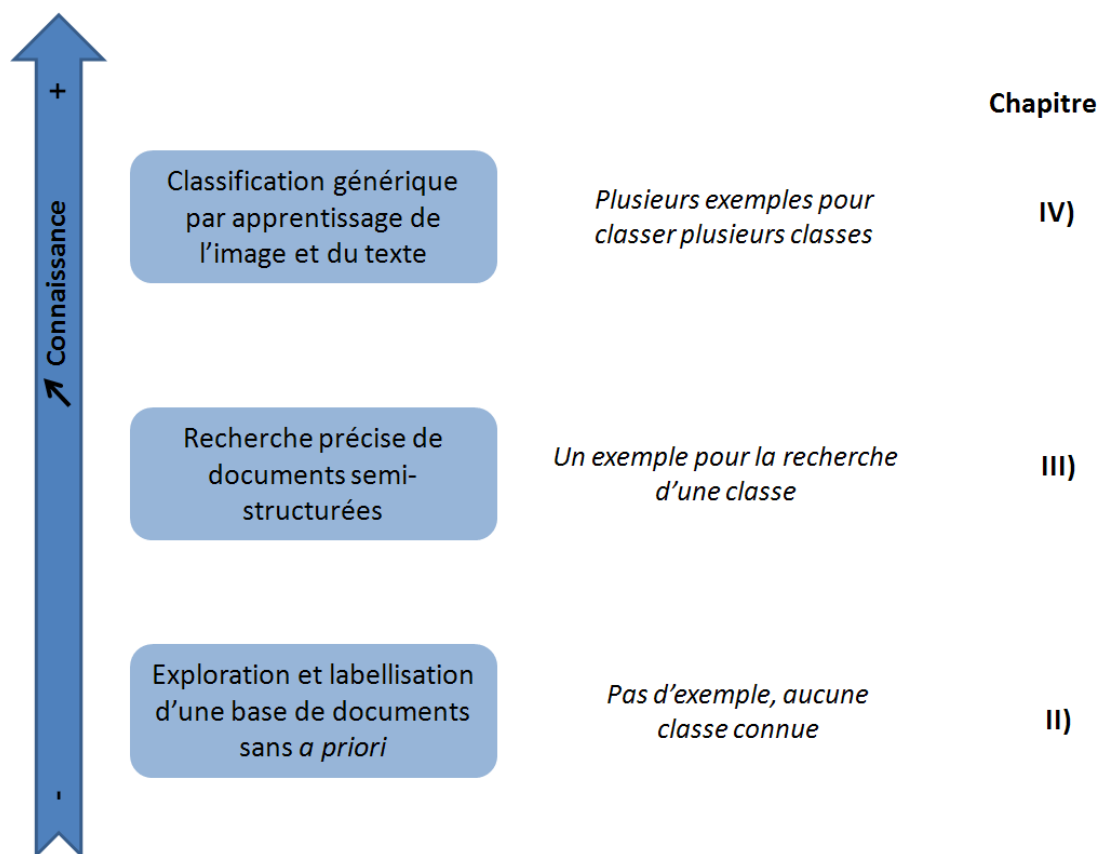 +
Chapitre
Classification générique
par apprentissage de
l'image et du texte
Plusieurs exemples pour
classer plusieurs classes
IV)
↗ Connaissance
Recherche précise de
documents semi-
structurées
Un exemple pour la recherche
d'une classe
III)
Exploration et labellisation
d'une base de documents
sans a priori
Pas d'exemple, aucune
classe connue
II)
-